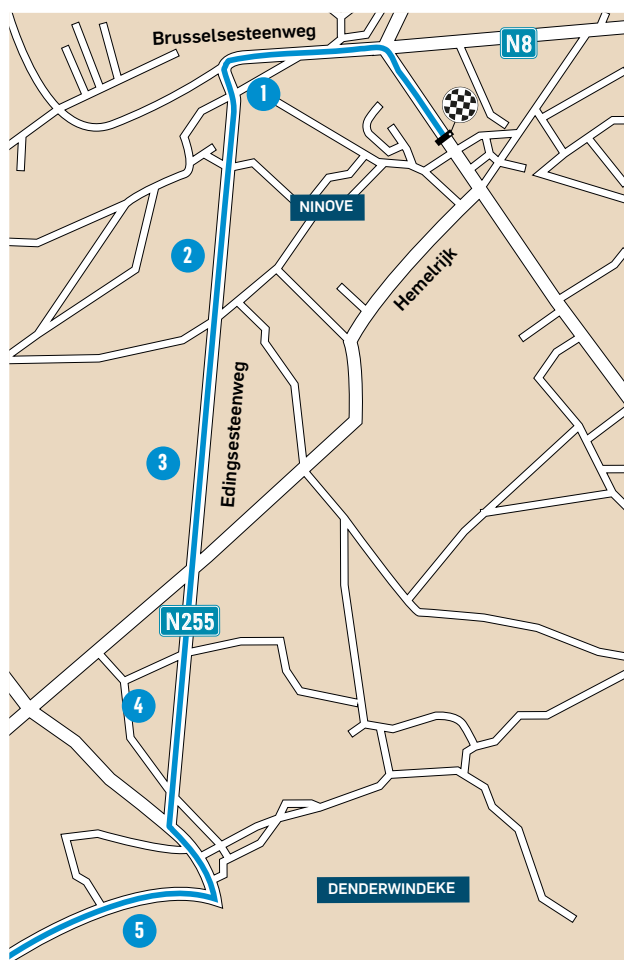 Brusselsesteenweg
N8
1
NINOVE
2
Hemelrijk
Edingsesteenweg
3
N255
4
DENDERWINDEKE
5